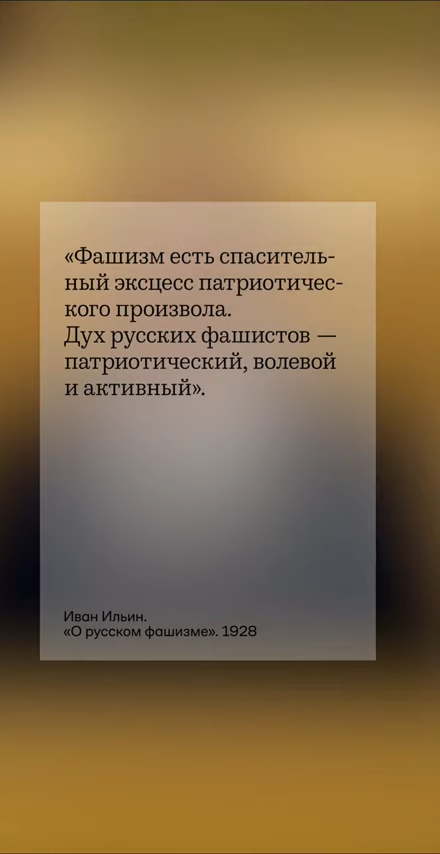 «Фашизм есть спаситель-
ный эксцесс патриотичес-
кого произвола.
Дух русских фашистов —
патриотический, волевой
и активный».
Иван Ильин.
«О русском фашизме». 1928